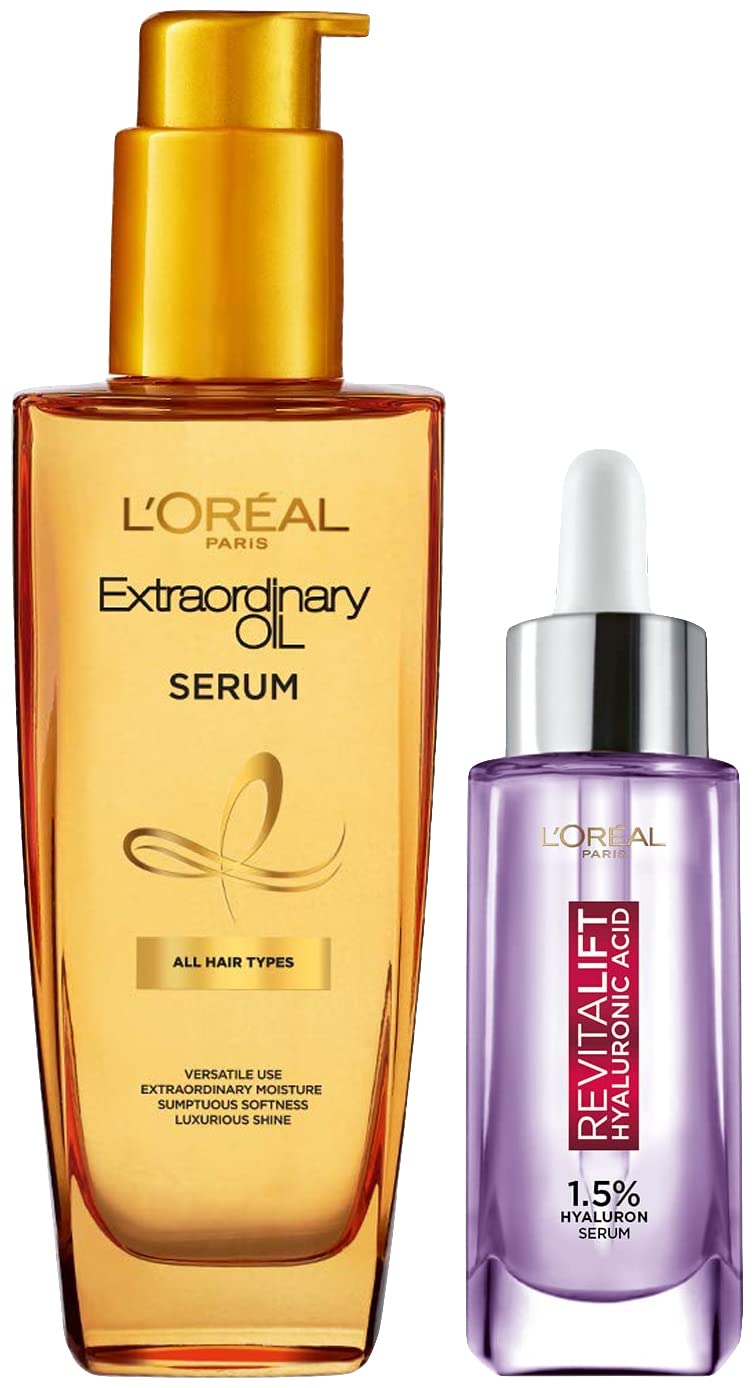 L'ORÉAL
PARIS
Extraordinary
OIL
SERUM
ALL HAIR TYPES
VERSATILE USE
EXTRAORDINARY MOISTURE
SUMPTUOUS SOFTNESS
LUXURIOUS SHINE
L'ORÉAL
PARIS
REVITALIFT
HYALURONIC ACID
1.5%
HYALURON
SERUM